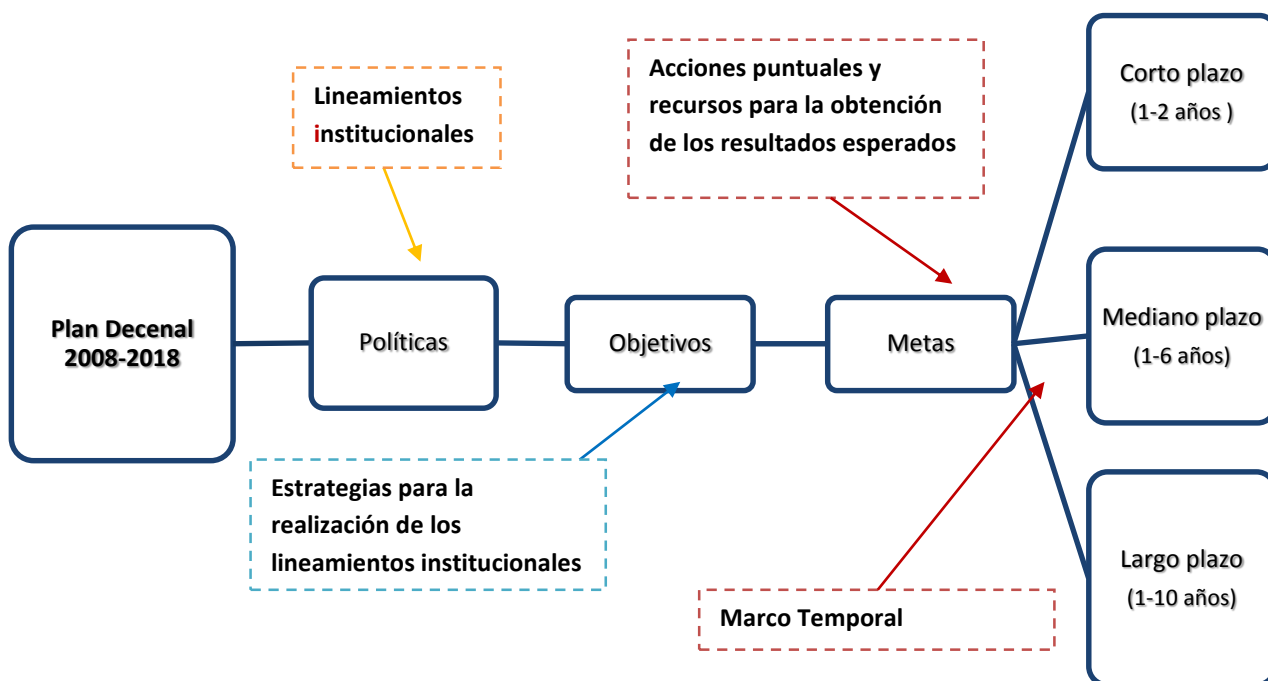 Lineamientos
institucionales
Acciones puntuales y
recursos para la obtención
de los resultados esperados
Corto plazo
(1-2 años )
Plan Decenal
2008-2018
Políticas
Objetivos
Metas
Mediano plazo
(1-6 años)
Estrategias para la
realización de los
lineamientos institucionales
Marco Temporal
Largo plazo
(1-10 años)